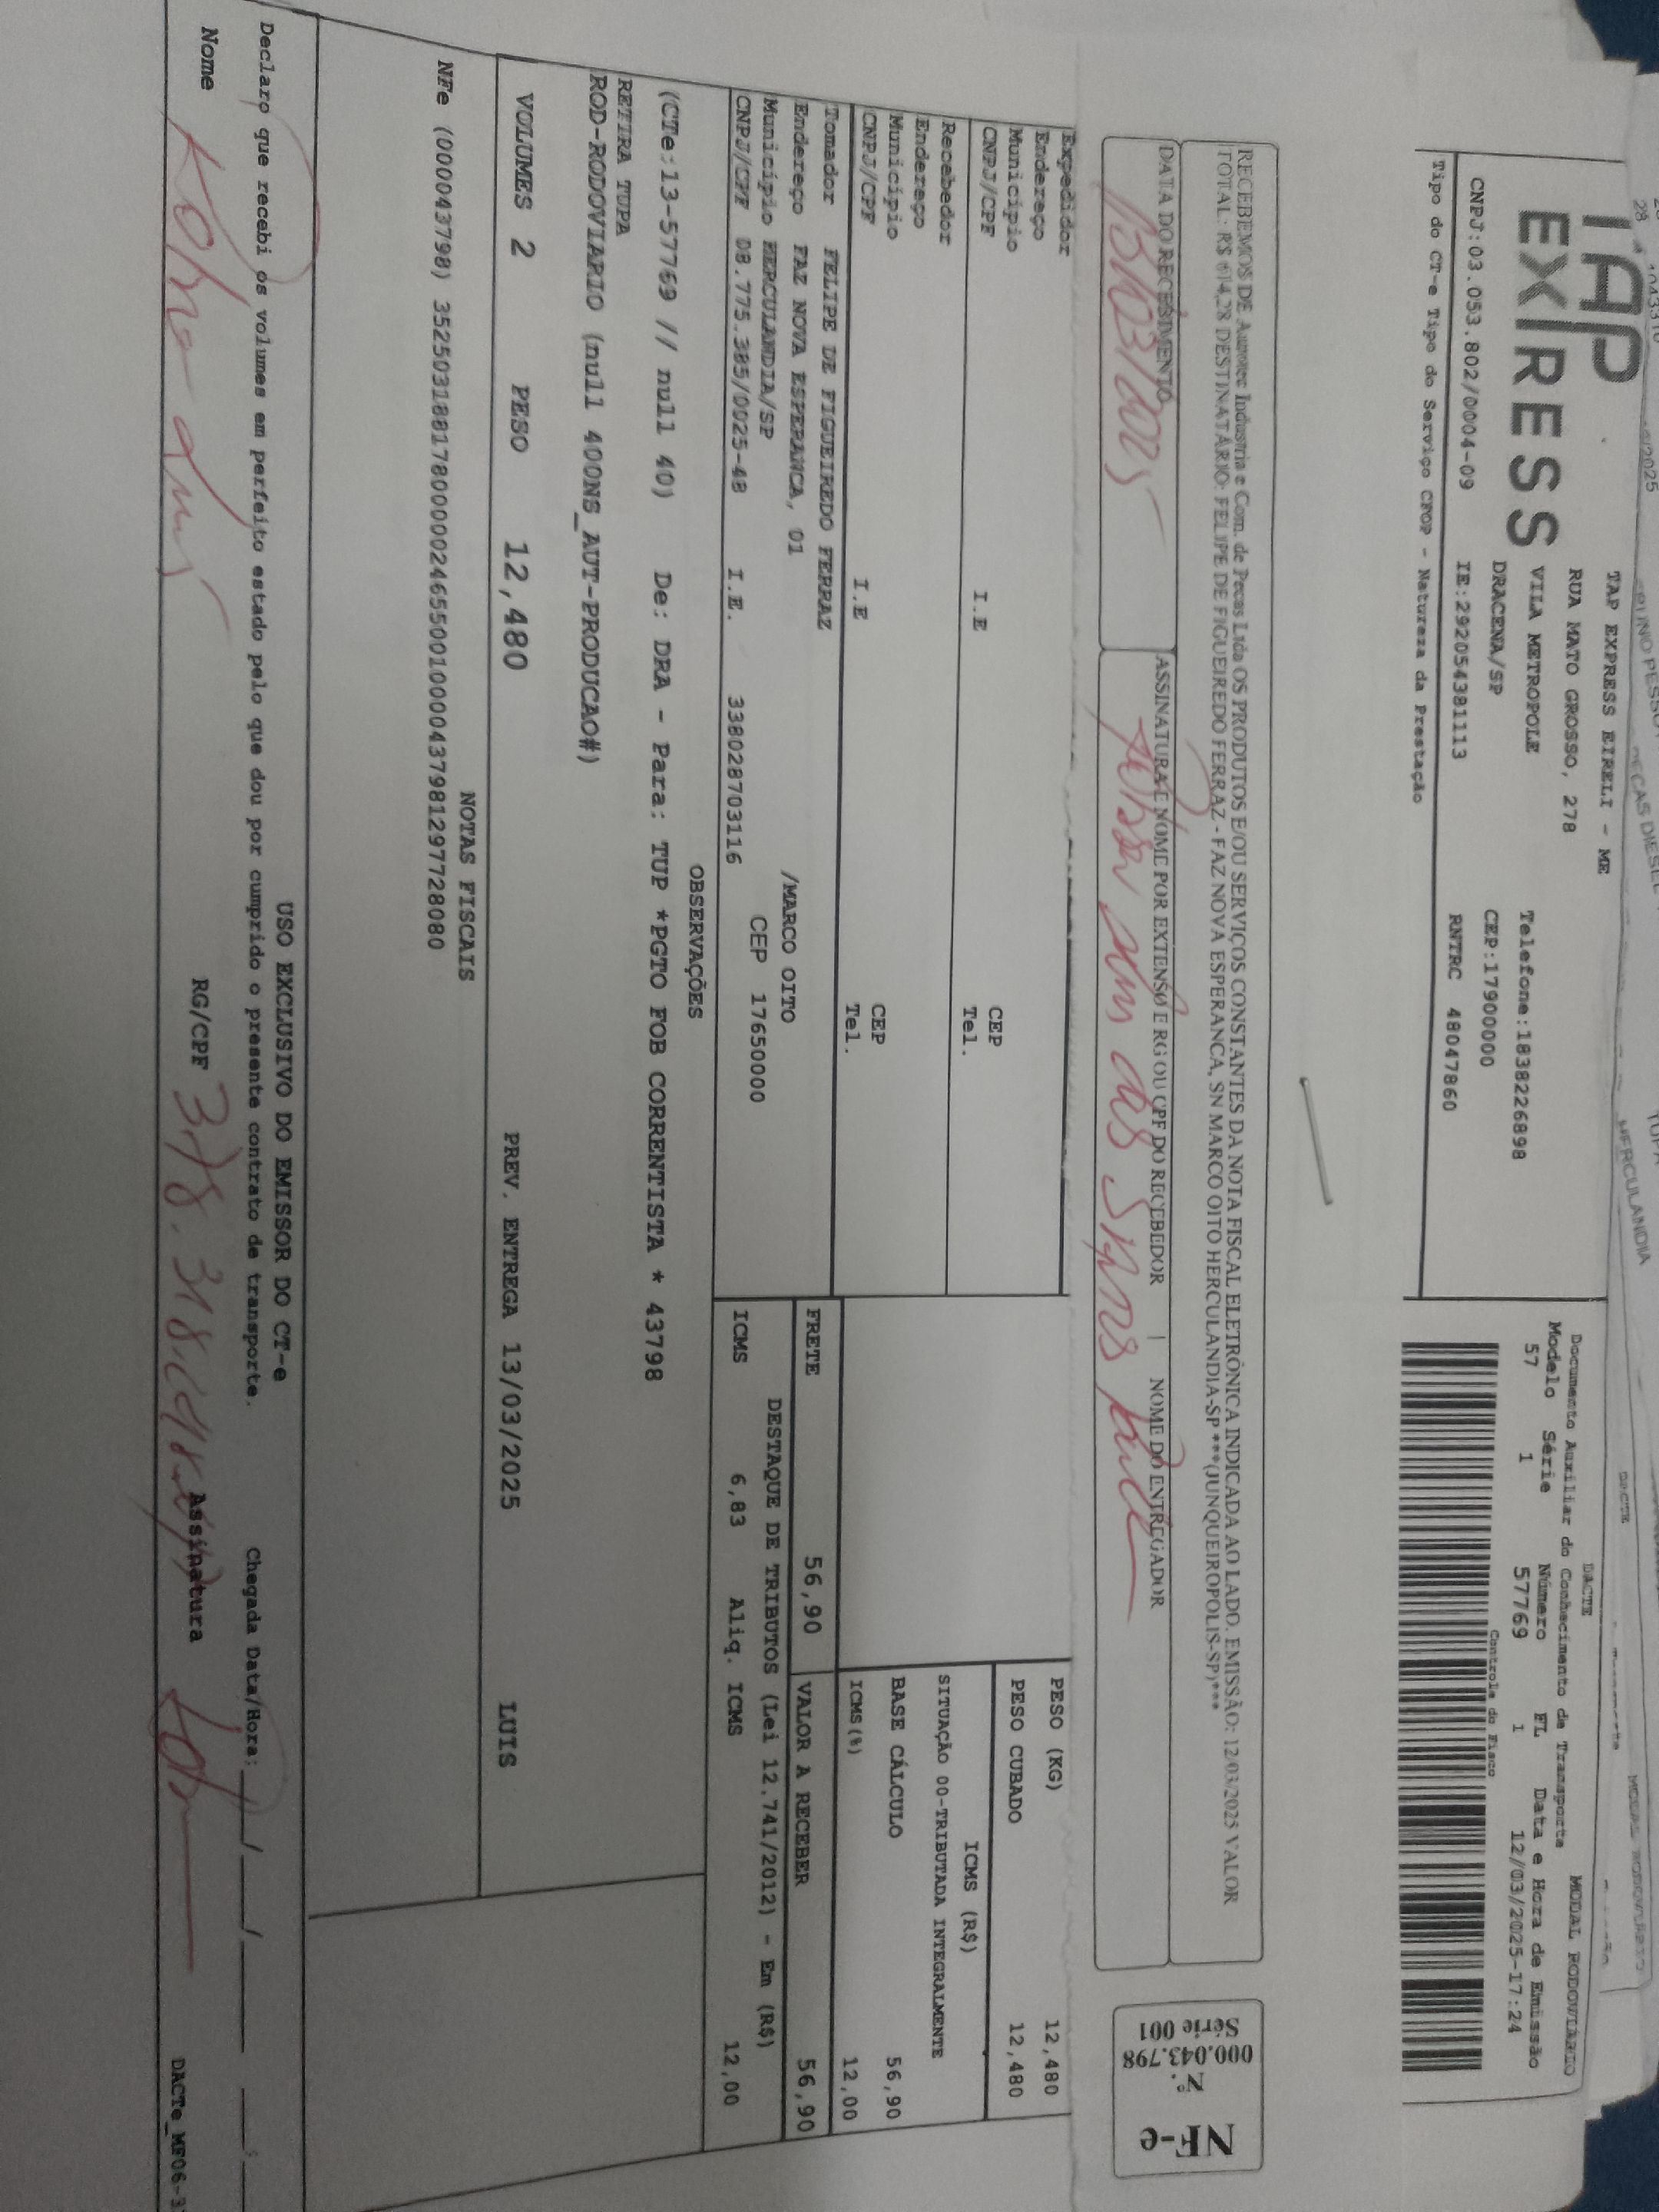 TAP
EXPRESS
TAP EXPRESS EIRELI - ME
RUA MATO GROSSO, 278
VILA METROPOLE
DRACENA/SP
Telefone:1838226898
CEP:17900000
CNPJ:03.053.802/0004-09 IE:292054381113 RNTRC 48047860
Tipo do CT-e Tipo do Serviço CFOP - Natureza da Prestação
DACTE
Documento Auxiliar do Conhecimento de Transporte
MODAL RODOVIÁRIO
Modelo Série Número FL Data e Hora de Emissão
57 1 57769 1 12/03/2025-17:24
Controle do Fisco
RECEBEMOS DE Autotec Industria e Com. de Pecas Ltda OS PRODUTOS E/OU SERVIÇOS CONSTANTES DA NOTA FISCAL ELETRÔNICA INDICADA AO LADO. EMISSÃO: 12/03/2025 VALOR
TOTAL: R$ 614,28 DESTINATÁRIO: FELIPE DE FIGUEIREDO FERRAZ - FAZ NOVA ESPERANCA, SN MARCO OITO HERCULANDIA-SP ***(JUNQUEIROPOLIS-SP)***
DATA DO RECEBIMENTO ASSINATURA E NOME POR EXTENSO E RG OU CPF DO RECEBEDOR | NOME DO ENTREGADOR
NF-e
N.
000.043.798
Série 001
Expedidor
Endereço
Município CEP
CNPJ/CPF I.E Tel.
Recebedor
Endereço
Município CEP
CNPJ/CPF I.E Tel.
PESO (KG) 12,480
PESO CUBADO 12,480
ICMS (R$)
SITUAÇÃO 00-TRIBUTADA INTEGRALMENTE
BASE CÁLCULO 56,90
ICMS(%) 12,00
Tomador FELIPE DE FIGUEIREDO FERRAZ
Endereço FAZ NOVA ESPERANCA, 01 /MARCO OITO
Município HERCULANDIA/SP CEP 17650000
CNPJ/CPF 08.775.385/0025-48 I.E. 338028703116
FRETE 56,90 VALOR A RECEBER 56,90
DESTAQUE DE TRIBUTOS (Lei 12.741/2012) - Em (R$)
ICMS 6,83 Aliq. ICMS 12,00
OBSERVAÇÕES
(CTe:13-57769 // null 40) De: DRA - Para: TUP *PGTO FOB CORRENTISTA * 43798
RETIRA TUPA
ROD-RODOVIARIO (null 400NS_AUT-PRODUCAO#)
VOLUMES 2 PESO 12,480 PREV. ENTREGA 13/03/2025 LUIS
NOTAS FISCAIS
NFe (000043798) 35250318817800000246550010000437981297728080
USO EXCLUSIVO DO EMISSOR DO CT-e
Declaro que recebi os volumes em perfeito estado pelo que dou por cumprido o presente contrato de transporte. Chegada Data/Hora:
Nome RG/CPF Assinatura